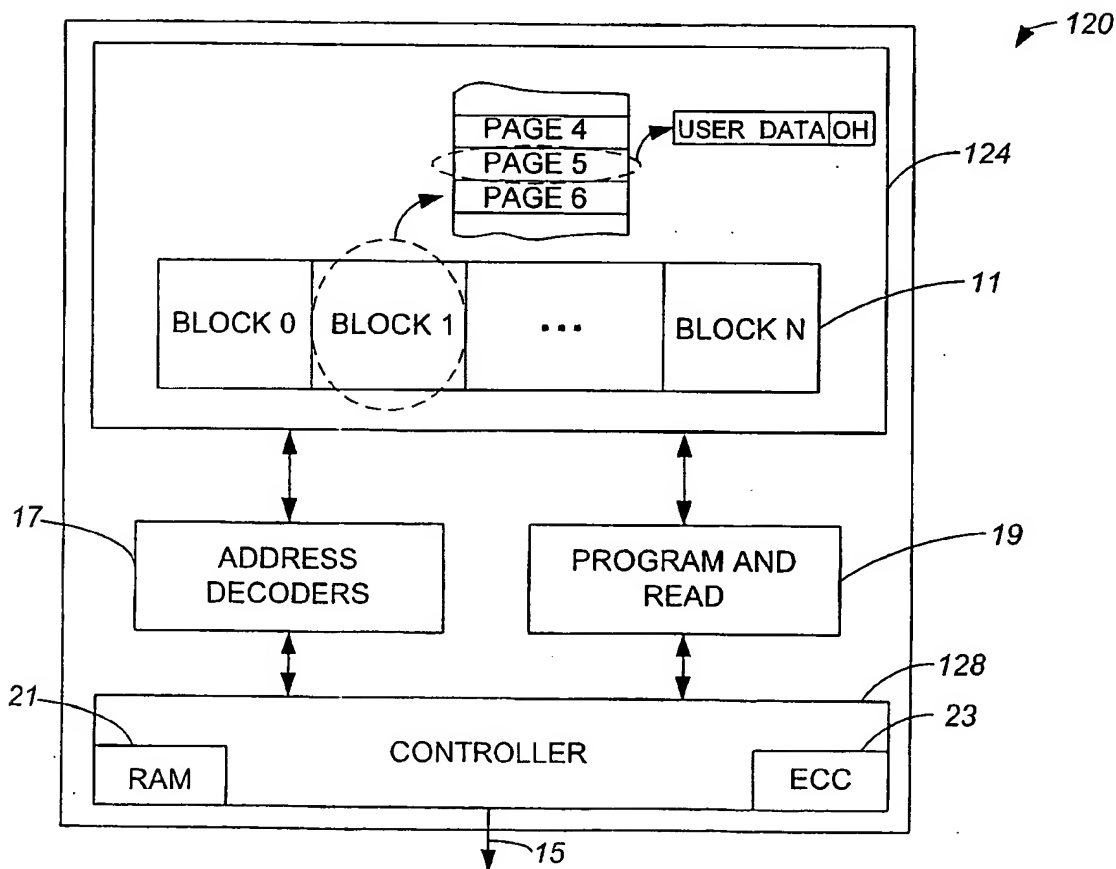 120
PAGE 4
USER DATA OH
PAGE 5
124
PAGE 6
11
BLOCK 0
BLOCK 1
...
BLOCK N
17
ADDRESS
DECODERS
PROGRAM AND
READ
19
128
21
23
CONTROLLER
RAM
ECC
15